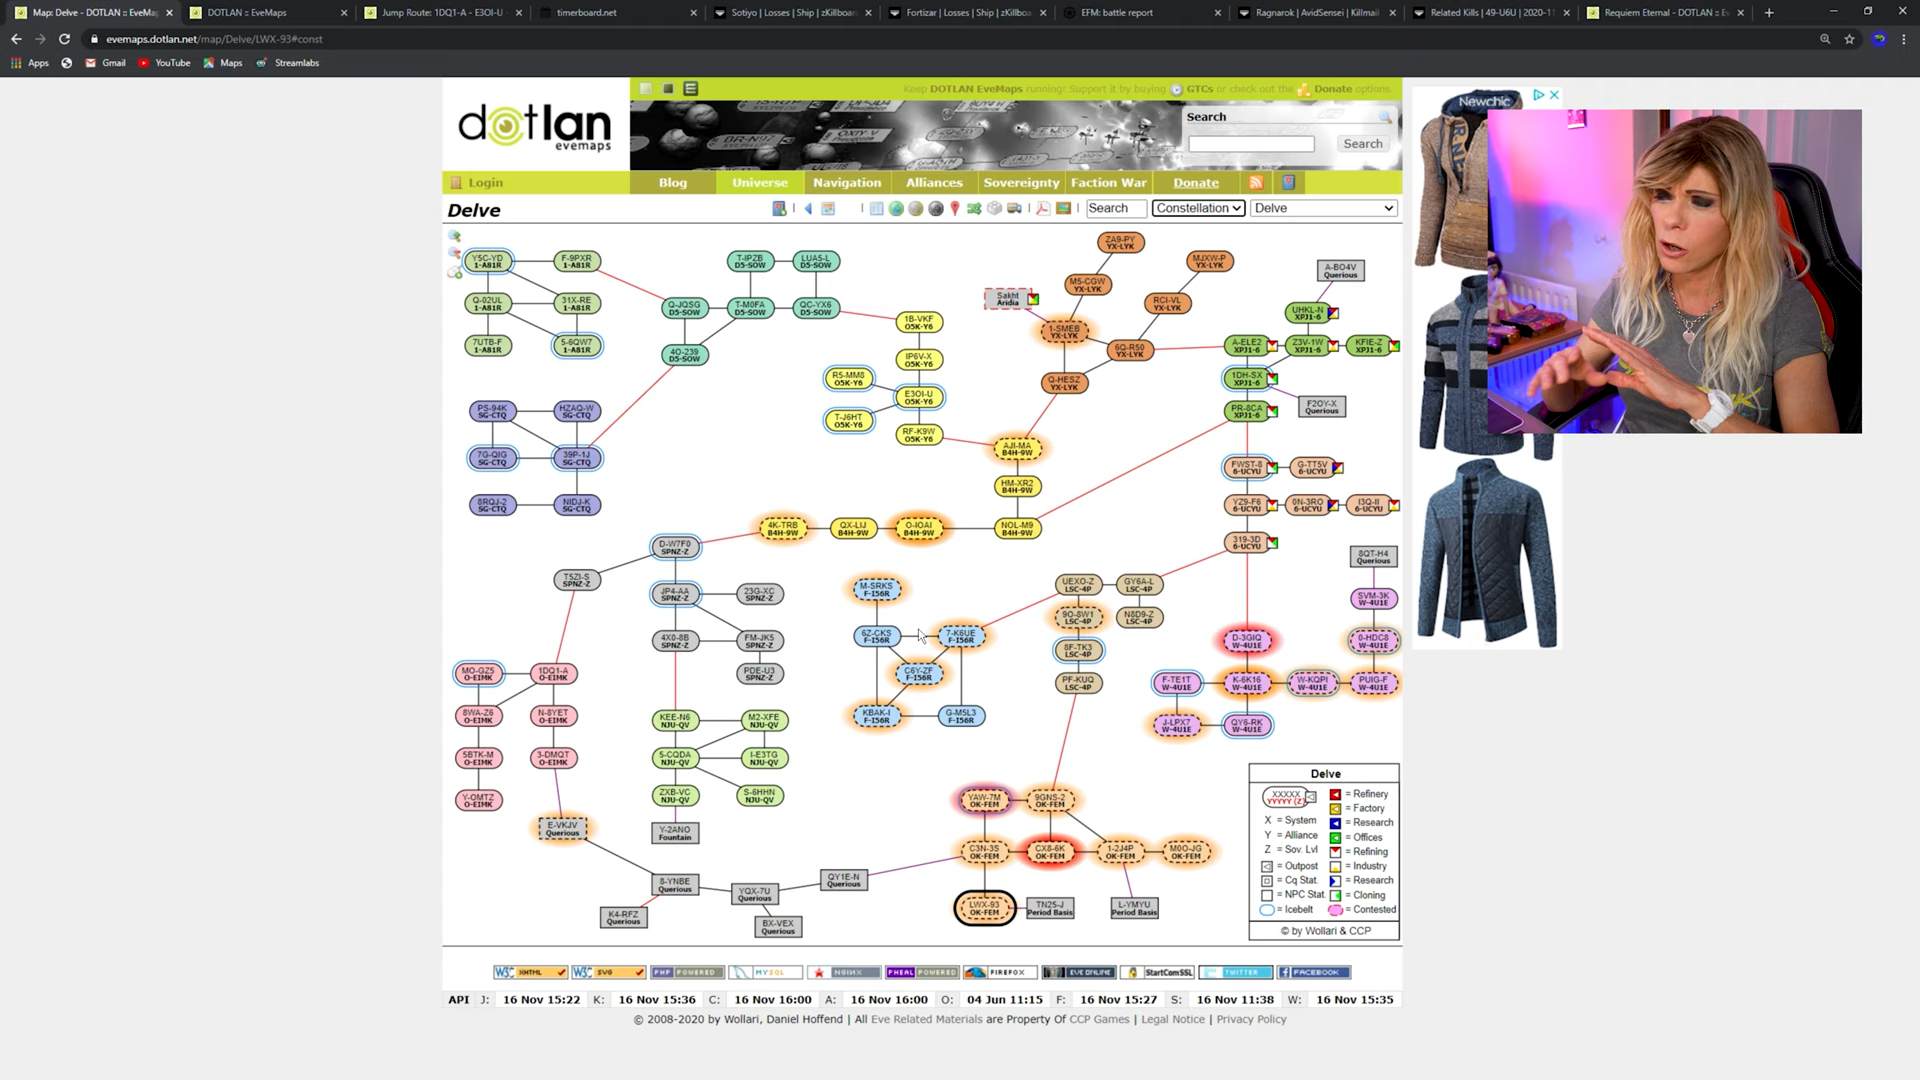 Map: Delve - DOTLAN :: EveMap
DOTLAN :: EveMaps
Jump Route: 1DQ1-A - E3OI-U
timerboard.net
Sotiyo | Losses | Ship | zKillboar
Fortizar | Losses | Ship | zKillboa
EFM: battle report
Ragnarok | AvidSensei | Killmail
Related Kills | 49-U6U | 2020-11
Requiem Eternal - DOTLAN :: Ev
evemaps.dotlan.net/map/Delve/LWX-93#const
Apps
Gmail
YouTube
Maps
Streamlabs
Keep DOTLAN EveMaps running! Support it by buying GTCs or check out the Donate options.
dotlan
evemaps
Search
Search
Newchic
Login
Blog
Universe
Navigation
Alliances
Sovereignty
Faction War
Donate
Delve
Search
Constellation
Delve
ZA9-PY
YX-LYK
Y5C-YD
1-A81R
F-9PXR
1-A81R
T-IPZB
D5-SOW
LUA5-L
D5-SOW
MJXW-P
YX-LYK
A-BO4V
Querious
M5-CGW
YX-LYK
Sakht
Aridia
Q-02UL
1-A81R
31X-RE
1-A81R
Q-JQSG
D5-SOW
T-M0FA
D5-SOW
QC-YX6
D5-SOW
RCI-VL
YX-LYK
UHKL-N
XPJ1-6
1B-VKF
O5K-Y6
1-SMEB
YX-LYK
7UTB-F
1-A81R
5-6QW7
1-A81R
4O-239
D5-SOW
IP6V-X
O5K-Y6
6Q-R50
YX-LYK
A-ELE2
XPJ1-6
Z3V-1W
XPJ1-6
KFIE-Z
XPJ1-6
R5-MM8
O5K-Y6
Q-HESZ
YX-LYK
1DH-SX
XPJ1-6
E3OI-U
O5K-Y6
F2OY-X
Querious
PS-94K
SG-CTQ
HZAQ-W
SG-CTQ
T-J6HT
O5K-Y6
PR-8CA
XPJ1-6
RF-K9W
O5K-Y6
AJI-MA
B4H-9W
7G-QIG
SG-CTQ
39P-1J
SG-CTQ
FWST-8
6-UCYU
G-TT5V
6-UCYU
HM-XR2
B4H-9W
8RQJ-2
SG-CTQ
NIDJ-K
SG-CTQ
YZ9-F6
6-UCYU
0N-3RO
6-UCYU
I3Q-II
6-UCYU
4K-TRB
B4H-9W
QX-LIJ
B4H-9W
O-IOAI
B4H-9W
NOL-M9
B4H-9W
D-W7F0
SPNZ-Z
319-3D
6-UCYU
8QT-H4
Querious
T5ZI-S
SPNZ-Z
JP4-AA
SPNZ-Z
23G-XC
SPNZ-Z
M-SRKS
F-I56R
UEXO-Z
LSC-4P
GY6A-L
LSC-4P
SVM-3K
W-4U1E
9O-8W1
LSC-4P
N8D9-Z
LSC-4P
4X0-8B
SPNZ-Z
FM-JK5
SPNZ-Z
6Z-CKS
F-I56R
7-K6UE
F-I56R
8F-TK3
LSC-4P
D-3GIQ
W-4U1E
0-HDC8
W-4U1E
MO-GZ5
O-EIMK
1DQ1-A
O-EIMK
PDE-U3
SPNZ-Z
C6Y-ZF
F-I56R
PF-KUQ
LSC-4P
F-TE1T
W-4U1E
K-6K16
W-4U1E
W-KQPI
W-4U1E
PUIG-F
W-4U1E
8WA-Z6
O-EIMK
N-8YET
O-EIMK
KEE-N6
NJU-QV
M2-XFE
NJU-QV
KBAK-I
F-I56R
G-M5L3
F-I56R
J-LPX7
W-4U1E
QY6-RK
W-4U1E
5BTK-M
O-EIMK
3-DMQT
O-EIMK
5-CQDA
NJU-QV
I-E3TG
NJU-QV
Y-OMTZ
O-EIMK
ZXB-VC
NJU-QV
S-6HHN
NJU-QV
YAW-7M
OK-FEM
9GNS-2
OK-FEM
E-VKJV
Querious
Y-2ANO
Fountain
C3N-3S
OK-FEM
CX8-6K
OK-FEM
1-2J4P
OK-FEM
M0O-JG
OK-FEM
8-YNBE
Querious
YQX-7U
Querious
QY1E-N
Querious
K4-RFZ
Querious
BX-VEX
Querious
LWX-93
OK-FEM
TN25-J
Period Basis
L-YMYU
Period Basis
Delve
XXXXX
YYYYY (Z)
X = System
Y = Alliance
Z = Sov. Lvl
= Outpost
= Cq Stat.
= NPC Stat.
= Icebelt
= Refinery
= Factory
= Research
= Offices
= Refining
= Industry
= Research
= Cloning
= Contested
© by Wollari & CCP
W3C XHTML
W3C SVG
PHP POWERED
MYSQL
NGINX
PHEAL POWERED
FIREFOX
EVE ONLINE
StartComSSL
TWITTER
FACEBOOK
API J: 16 Nov 15:22 K: 16 Nov 15:36 C: 16 Nov 16:00 A: 16 Nov 16:00 O: 04 Jun 11:15 F: 16 Nov 15:27 S: 16 Nov 11:38 W: 16 Nov 15:35
© 2008-2020 by Wollari, Daniel Hoffend | All Eve Related Materials are Property Of CCP Games | Legal Notice | Privacy Policy